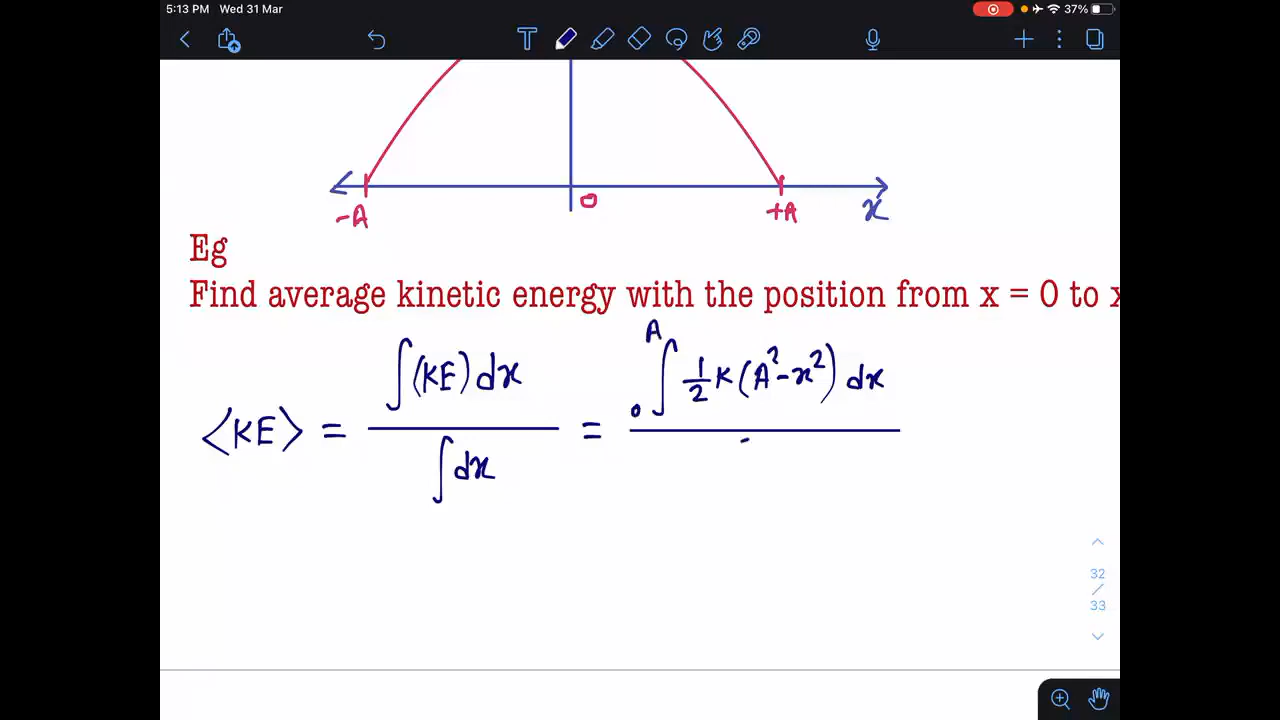 5:13 PM Wed 31 Mar
37%
T
-A
0
+A
x
Eg
Find average kinetic energy with the position from x = 0 to x
<KE> = ∫(KE)dx / ∫dx = ₀∫ᴬ ½K(A²-x²)dx
32
/
33